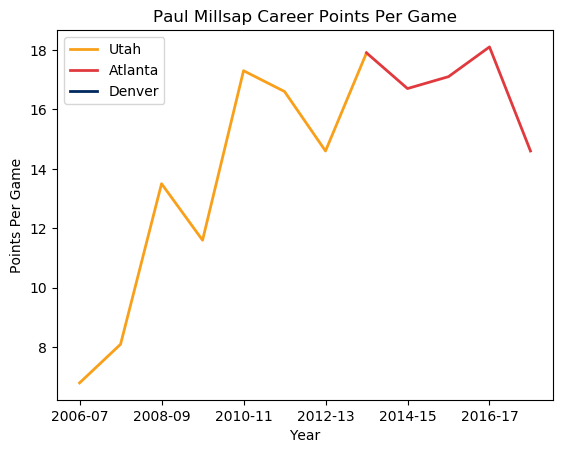 Paul Millsap Career Points Per Game
Utah
Atlanta
Denver
18
16
14
12
10
8
Points Per Game
2006-07 2008-09 2010-11 2012-13 2014-15 2016-17
Year